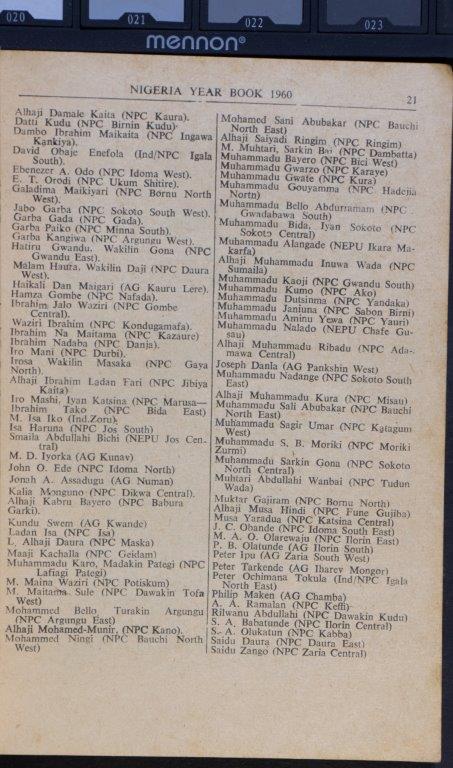 020
021
022
023
mennon®
NIGERIA YEAR BOOK 1960
21
Alhaji Damale Kaita (NPC Kaura).
Datti Kudu (NPC Birnin Kudu)·
Dambo Ibrahim Maikaita (NPC Ingawa
Kankiya).
David Obaje Enefola (Ind/NPC Igala
South).
Ebenezer A. Odo (NPC Idoma West).
E. T. Orodi (NPC Ukum Shitire).
Galadima Maikiyari (NPC Bornu North
West).
Jabo Garba (NPC Sokoto South West).
Garba Gada (NPC Gada).
Garba Paiko (NPC Minna South).
Garba Kangiwa (NPC Argungu West).
Hatiru Gwandu, Wakilin Gona (NPC
Gwandu East).
Malam Haura, Wakilin Daji (NPC Daura
West).
Haikali Dan Maigari (AG Kauru Lere).
Hamza Gombe (NPC Nafada).
Ibrahim Jalo Waziri (NPC Gombe
Central).
Waziri Ibrahim (NPC Kondugamafa).
Ibrahim Na Maitama (NPC Kazaure)
Ibrahim Nadaba (NPC Danja).
Iro Mani (NPC Durbi).
Irosa Wakilin Masaka (NPC Gaya
North).
Alhaji Ibrahim Ladan Fari (NPC Jibiya
Kaita)
Iro Mashi, Iyan Katsina (NPC Marusa—
Ibrahim Tako (NPC Bida East)
M. Isa Iko (Ind.Zoru)
Isa Haruna (NPC Jos South)
Smaila Abdullahi Bichi (NEPU Jos Cen-
tral)
M. D. Iyorka (AG Kunav)
John O. Ede (NPC Idoma North)
Jonah A. Assadugu (AG Numan)
Kalia Monguno (NPC Dikwa Central).
Alhaji Kabru Bayero (NPC Babura
Garki).
Kundu Swem (AG Kwande)
Ladan Isa (NPC Isa)
L. Alhaji Daura (NPC Maska)
Maaji Kachalla (NPC Geidam)
Muhammadu Karo, Madakin Pategi (NPC
Lafiagi Pategi)
M. Maina Waziri (NPC Potiskum)
M. Maitama Sule (NPC Dawakin Tofa
West)
Mohammed Bello Turakin Argungu
(NPC Argungu East)
Alhaji Mohamed-Munir, (NPC Kano).
Mohammed Ningi (NPC Bauchi North
West)
Mohamed Sani Abubakar (NPC Bauchi
North East)
Alhaji Saiyadi Ringim (NPC Ringim)
M. Muhtari, Sarkin (NPC Dambatta)
Muhammadu Bayero (NPC Bici West)
Muhammadu Gwarzo (NPC Karaye)
Muhammadu Gwafe (NPC Kura)
Muhammadu Gouyamma (NPC Hadejia
North)
Muhammadu Bello Abdurramam (NPC
Gwadabawa South)
Muhammadu Bida, Iyan Sokoto (NPC
Sokoto Central)
Muhammadu Alangade (NEPU Ikara Ma-
karfa)
Alhaji Muhammadu Inuwa Wada (NPC
Sumaila)
Muhammadu Kaoji (NPC Gwandu South)
Muhammadu Kumo (NPC Ako)
Muhammadu Dutsinma (NPC Yandaka)
Muhammadu Janiuna (NPC Sabon Birni)
Muhammadu Aminu Yewa (NPC Yauri)
Muhammadu Nalado (NEPU Chafe Gu-
sau)
Alhaji Muhammadu Ribadu (NPC Ada-
mawa Central)
Joseph Danla (AG Pankshin West)
Muhammadu Nadange (NPC Sokoto South
East)
Alhaji Muhammadu Kura (NPC Misau)
Muhammadu Sali Abubakar (NPC Bauchi
North East)
Muhammadu Sagir Umar (NPC Katagum
West)
Muhammadu S. B. Moriki (NPC Moriki
Zurmi)
Muhammadu Sarkin Gona (NPC Sokoto
North Central)
Muhtari Abdullahi Wanbai (NPC Tudun
Wada)
Muktar Gajiram (NPC Bornu North)
Alhaji Musa Hindi (NPC Fune Gujiba)
Musa Yaradua (NPC Katsina Central)
J. C. Obande (NPC Idoma South East)
M. A. O. Olarewaju (NPC Ilorin East)
P. B. Olatunde (AG Ilorin South)
Peter Ipu (AG Zaria South West)
Peter Tarkende (AG Iharev Mongor)
Peter Ochimana Tokula (Ind/NPC Igala
North East)
Philip Maken (AG Chamba)
A. A. Ramalan (NPC Keffi)
Rilwanu Abdullahi (NPC Dawakin Kudu)
S. A. Babatunde (NPC Ilorin Central)
S. A. Olukatun (NPC Kabba)
Saidu Daura (NPC Daura East)
Saidu Zango (NPC Zaria Central)